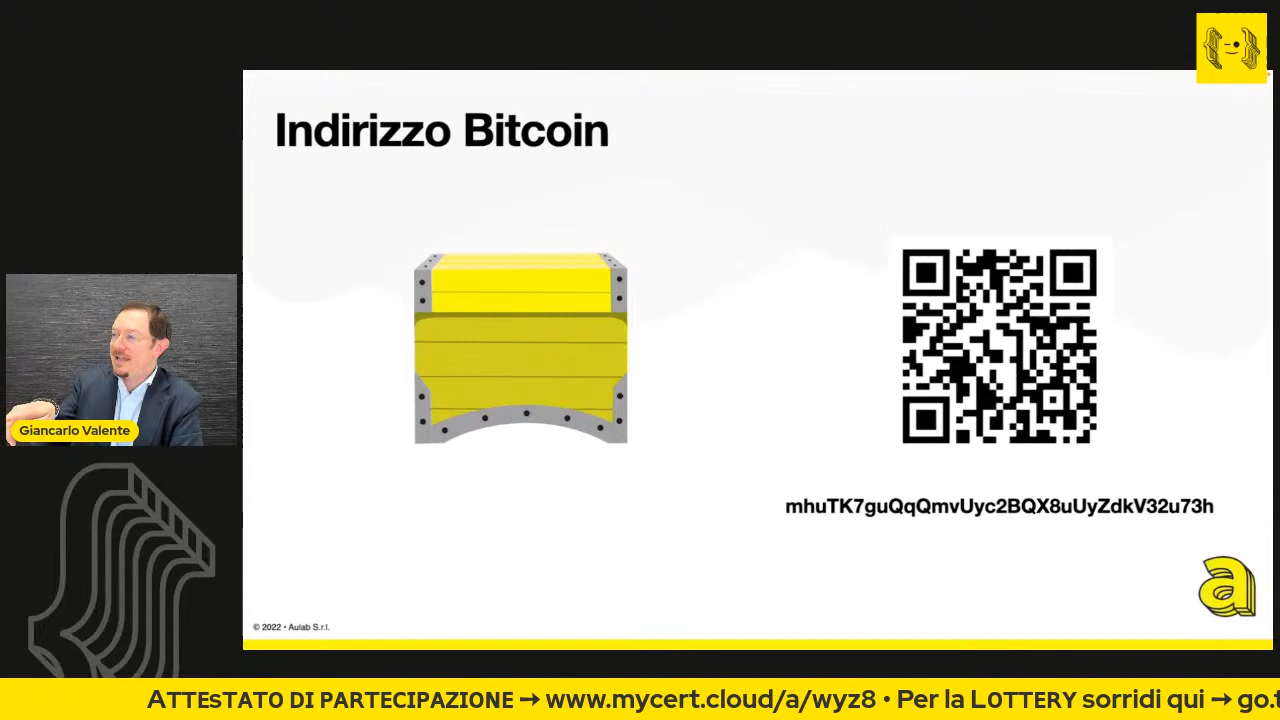 Indirizzo Bitcoin
Giancarlo Valente
mhuTK7guQqQmvUyc2BQX8uUyZdkV32u73h
a
© 2022 • Aulab S.r.l.
ATTESTATO DI PARTECIPAZIONE → www.mycert.cloud/a/wyz8 • Per la LOTTERY sorridi qui → go.t